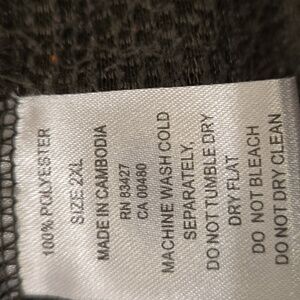 100% POLYESTER
SIZE: 2XL
MADE IN CAMBODIA
RN 83427
CA 00480
MACHINE WASH COLD
SEPARATELY,
DO NOT TUMBLE DRY
DRY FLAT
DO NOT BLEACH
DO NOT DRY CLEAN